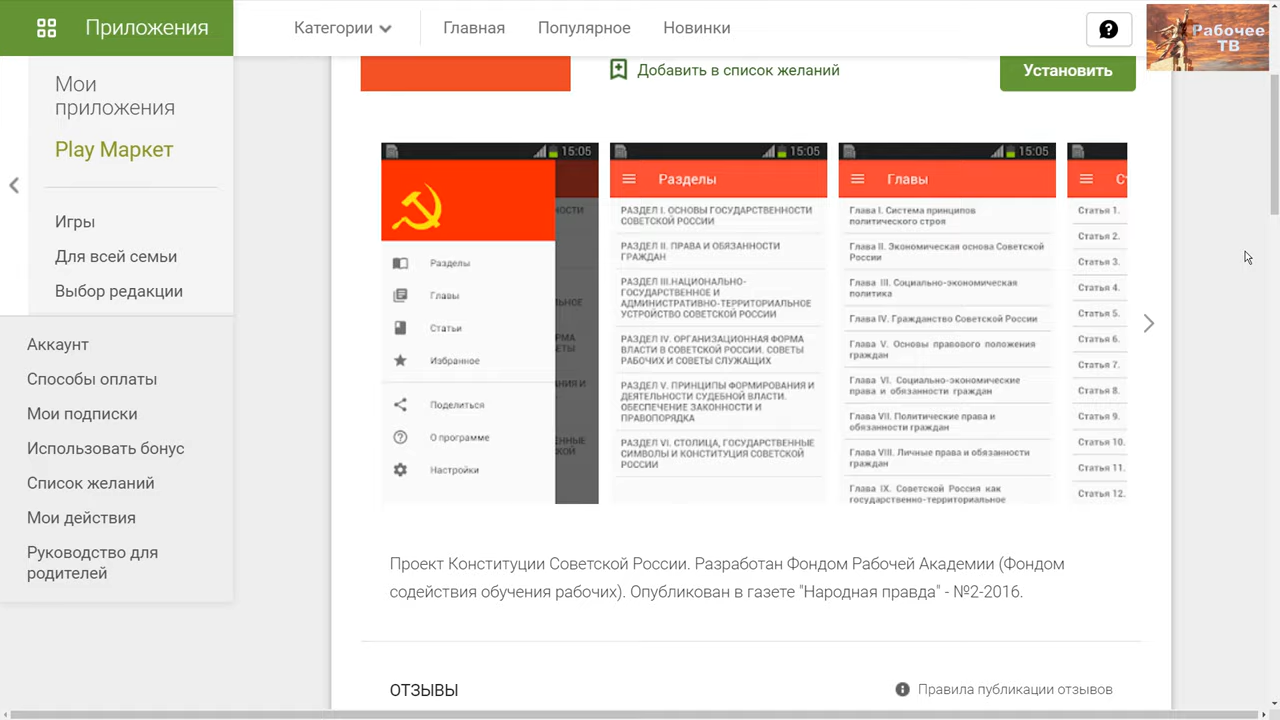 Приложения
Категории
Главная
Популярное
Новинки
Рабочее
ТВ
Мои
приложения
Play Маркет
Игры
Для всей семьи
Выбор редакции
Аккаунт
Способы оплаты
Мои подписки
Использовать бонус
Список желаний
Мои действия
Руководство для
родителей
Добавить в список желаний
Установить
15:05
Разделы
Главы
Статьи
Избранное
Поделиться
О программе
Настройки
15:05
Разделы
РАЗДЕЛ I. ОСНОВЫ ГОСУДАРСТВЕННОСТИ
СОВЕТСКОЙ РОССИИ
РАЗДЕЛ II. ПРАВА И ОБЯЗАННОСТИ
ГРАЖДАН
РАЗДЕЛ III.НАЦИОНАЛЬНО-
ГОСУДАРСТВЕННОЕ И
АДМИНИСТРАТИВНО-ТЕРРИТОРИАЛЬНОЕ
УСТРОЙСТВО СОВЕТСКОЙ РОССИИ
РАЗДЕЛ IV. ОРГАНИЗАЦИОННАЯ ФОРМА
ВЛАСТИ В СОВЕТСКОЙ РОССИИ. СОВЕТЫ
РАБОЧИХ И СОВЕТЫ СЛУЖАЩИХ
РАЗДЕЛ V. ПРИНЦИПЫ ФОРМИРОВАНИЯ И
ДЕЯТЕЛЬНОСТИ СУДЕБНОЙ ВЛАСТИ.
ОБЕСПЕЧЕНИЕ ЗАКОННОСТИ И
ПРАВОПОРЯДКА
РАЗДЕЛ VI. СТОЛИЦА, ГОСУДАРСТВЕННЫЕ
СИМВОЛЫ И КОНСТИТУЦИЯ СОВЕТСКОЙ
РОССИИ
15:05
Главы
Глава I. Система принципов
политического строя
Глава II. Экономическая основа Советской
России
Глава III. Социально-экономическая
политика
Глава IV. Гражданство Советской России
Глава V. Основы правового положения
граждан
Глава VI. Социально-экономические
права и обязанности граждан
Глава VII. Политические права и
обязанности граждан
Глава VIII. Личные права и обязанности
граждан
Глава IX. Советская Россия как
государственно-территориальное
Статья 1.
Статья 2.
Статья 3.
Статья 4.
Статья 5.
Статья 6.
Статья 7.
Статья 8.
Статья 9.
Статья 10.
Статья 11.
Статья 12.
Проект Конституции Советской России. Разработан Фондом Рабочей Академии (Фондом
содействия обучения рабочих). Опубликован в газете "Народная правда" - №2-2016.
ОТЗЫВЫ
Правила публикации отзывов